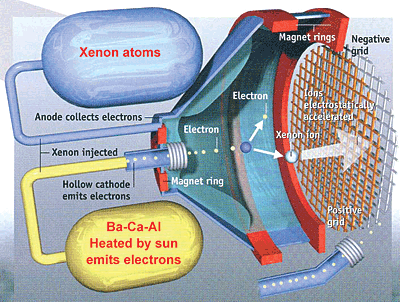 Xenon atoms
Magnet rings
Negative
grid
Anode collects electrons
Electron
Ions
electrostatically
accelerated
Electron
Xenon ion
Xenon injected
Hollow cathode
emits electrons
Magnet ring
Positive
grid
Ba-Ca-Al
Heated by sun
emits electrons